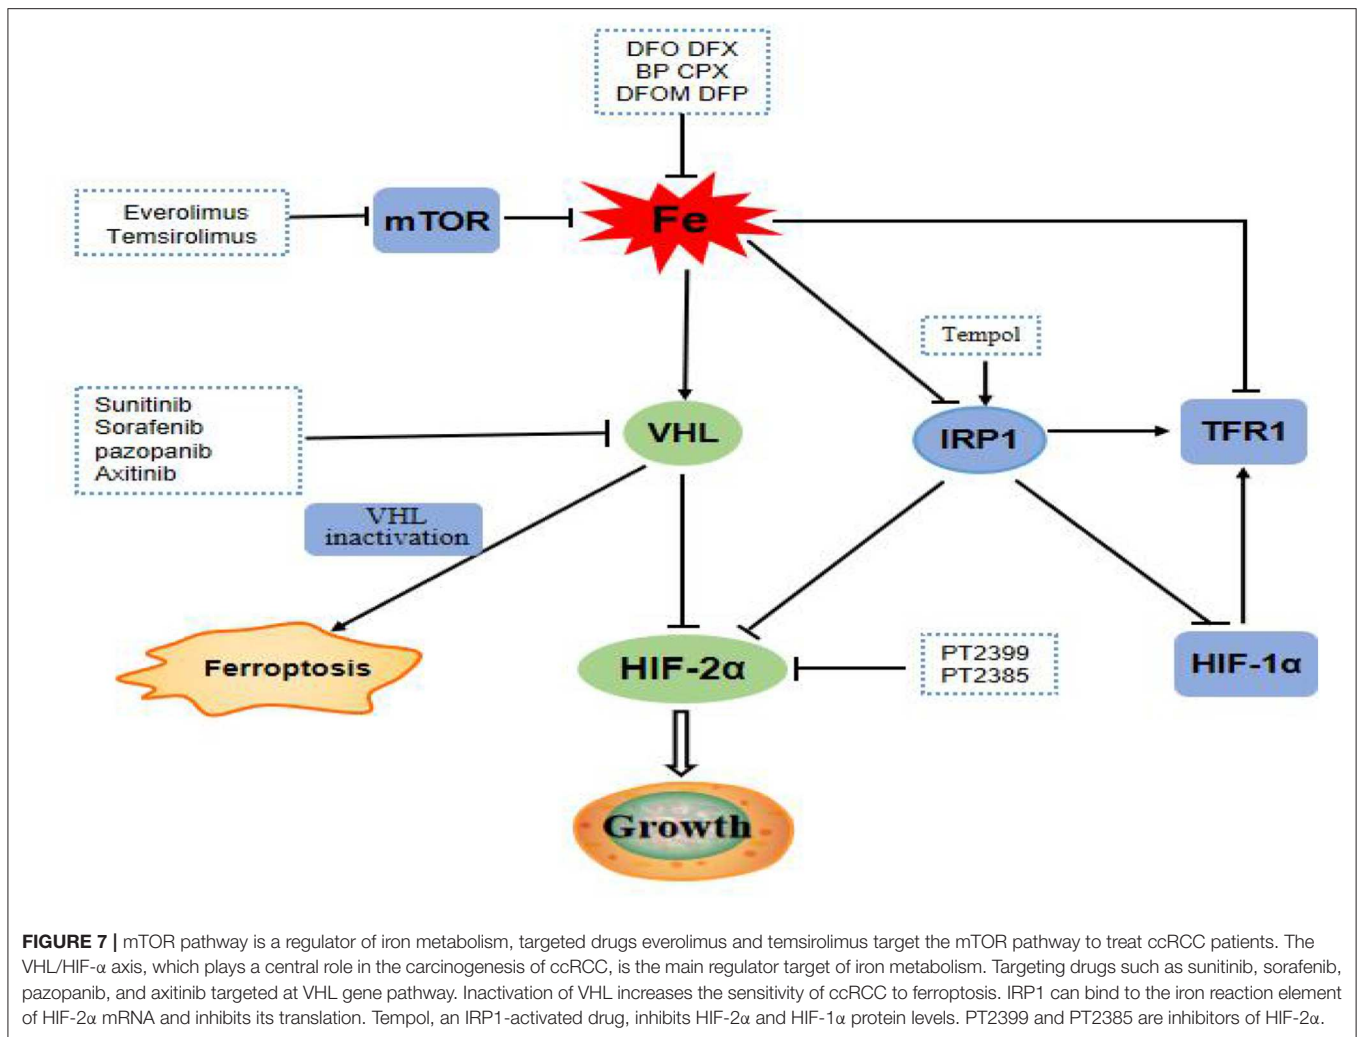 DFO DFX
BP CPX
DFOM DFP
Everolimus
Temsirolimus
mTOR
Fe
Tempol
Sunitinib
Sorafenib
pazopanib
Axitinib
VHL
IRP1
TFR1
VHL
inactivation
Ferroptosis
HIF-2α
PT2399
PT2385
HIF-1α
Growth
FIGURE 7 | mTOR pathway is a regulator of iron metabolism, targeted drugs everolimus and temsirolimus target the mTOR pathway to treat ccRCC patients. The
VHL/HIF-α axis, which plays a central role in the carcinogenesis of ccRCC, is the main regulator target of iron metabolism. Targeting drugs such as sunitinib, sorafenib,
pazopanib, and axitinib targeted at VHL gene pathway. Inactivation of VHL increases the sensitivity of ccRCC to ferroptosis. IRP1 can bind to the iron reaction element
of HIF-2α mRNA and inhibits its translation. Tempol, an IRP1-activated drug, inhibits HIF-2α and HIF-1α protein levels. PT2399 and PT2385 are inhibitors of HIF-2α.